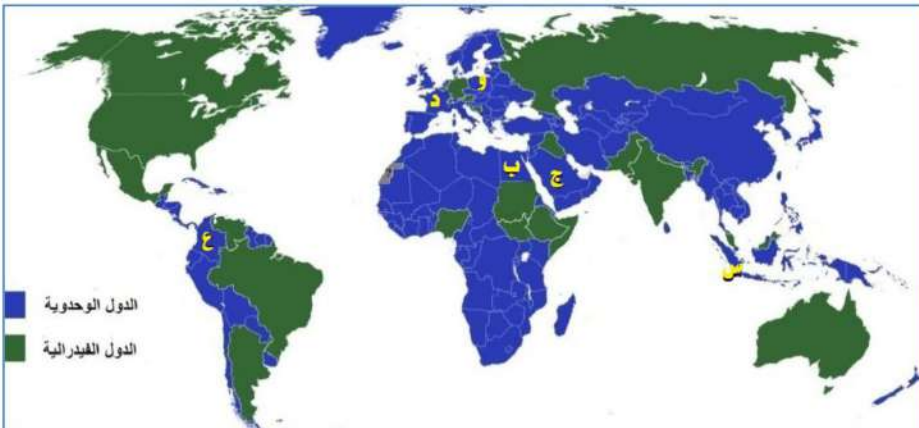 و
د
ب
ج
ع
س
الدول الوحدوية
الدول الفيدرالية